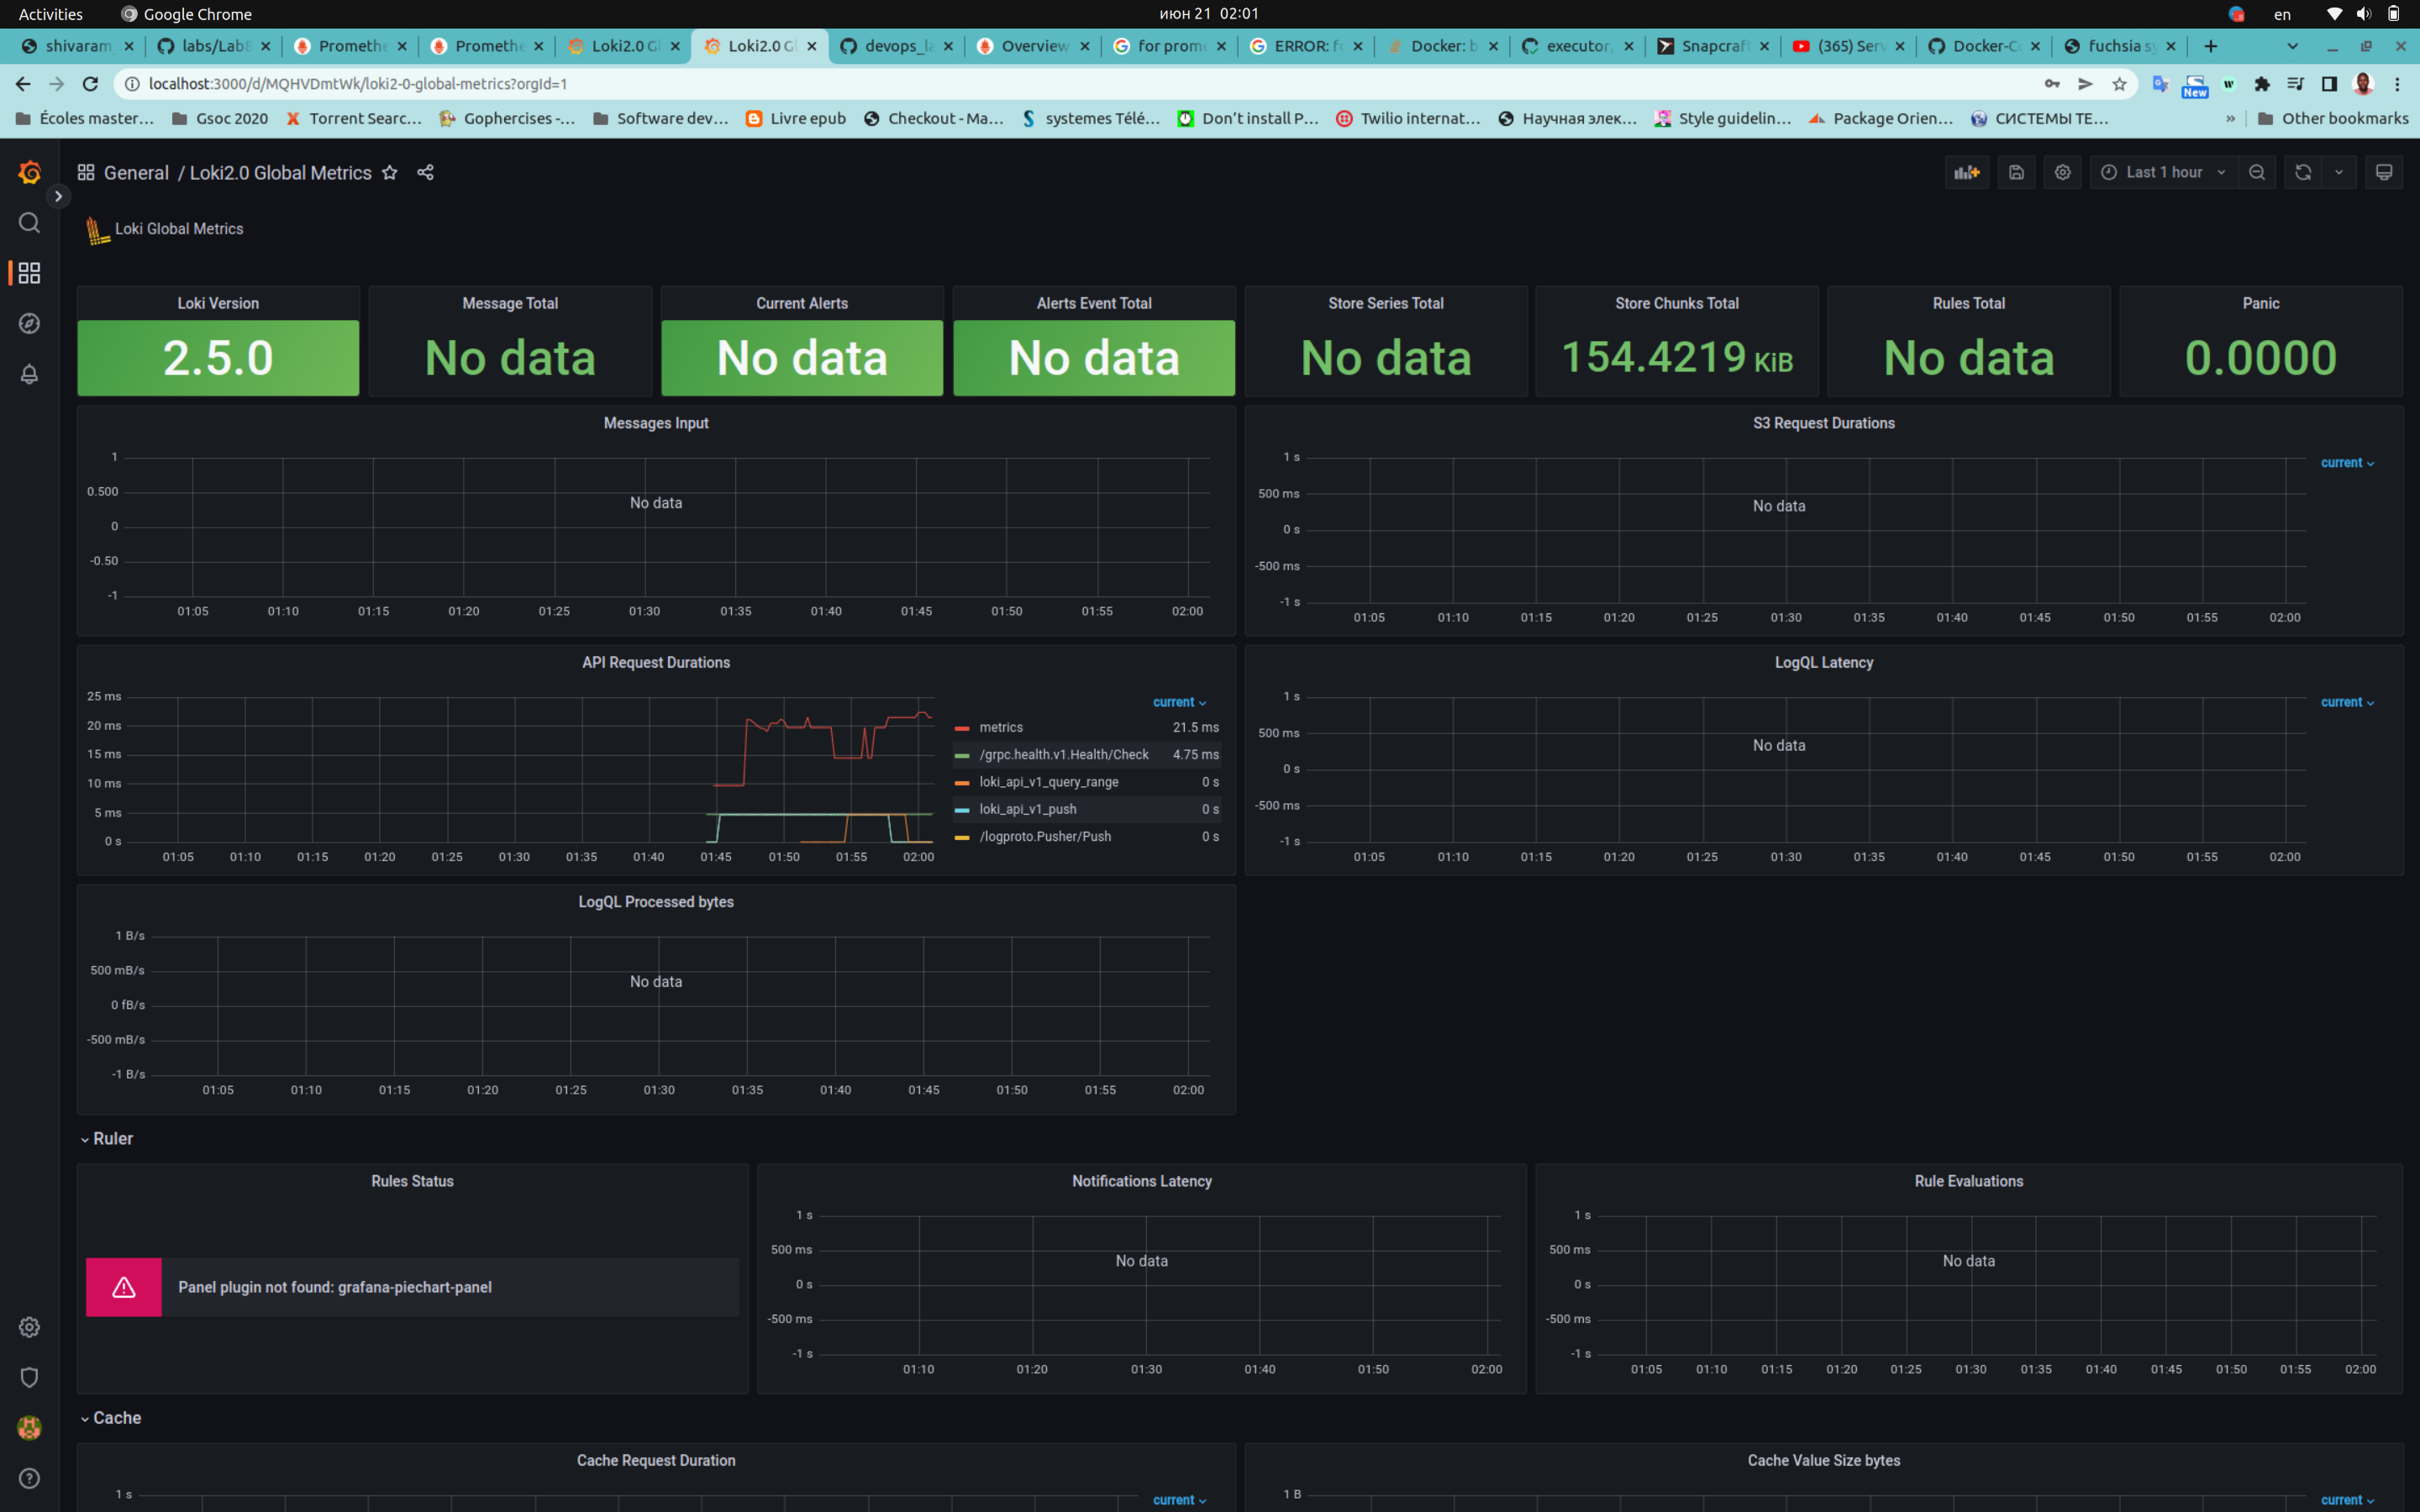 Activities Google Chrome июн 21 02:01 en
shivaram labs/Lab8 Promethe Promethe Loki2.0 Gl Loki2.0 Gl devops_la Overview for prome ERROR: fo Docker: b executor, Snapcraft (365) Serv Docker-Co fuchsia sy
localhost:3000/d/MQHVDmtWk/loki2-0-global-metrics?orgId=1 New
Écoles master... Gsoc 2020 Torrent Searc... Gophercises -... Software dev... Livre epub Checkout - Ma... systemes Télé... Don't install P... Twilio internat... Научная элек... Style guidelin... Package Orien... СИСТЕМЫ ТЕ... » Other bookmarks
General / Loki2.0 Global Metrics Last 1 hour
Loki Global Metrics
Loki Version Message Total Current Alerts Alerts Event Total Store Series Total Store Chunks Total Rules Total Panic
2.5.0 No data No data No data No data 154.4219 KiB No data 0.0000
Messages Input
1
0.500
No data
0
-0.50
-1
01:05 01:10 01:15 01:20 01:25 01:30 01:35 01:40 01:45 01:50 01:55 02:00
S3 Request Durations
1 s
current
500 ms
No data
0 s
-500 ms
-1 s
01:05 01:10 01:15 01:20 01:25 01:30 01:35 01:40 01:45 01:50 01:55 02:00
API Request Durations
25 ms
20 ms
15 ms
10 ms
5 ms
0 s
01:05 01:10 01:15 01:20 01:25 01:30 01:35 01:40 01:45 01:50 01:55 02:00
current
metrics 21.5 ms
/grpc.health.v1.Health/Check 4.75 ms
loki_api_v1_query_range 0 s
loki_api_v1_push 0 s
/logproto.Pusher/Push 0 s
LogQL Latency
1 s
current
500 ms
No data
0 s
-500 ms
-1 s
01:05 01:10 01:15 01:20 01:25 01:30 01:35 01:40 01:45 01:50 01:55 02:00
LogQL Processed bytes
1 B/s
500 mB/s
No data
0 fB/s
-500 mB/s
-1 B/s
01:05 01:10 01:15 01:20 01:25 01:30 01:35 01:40 01:45 01:50 01:55 02:00
Ruler
Rules Status
Panel plugin not found: grafana-piechart-panel
Notifications Latency
1 s
500 ms
No data
0 s
-500 ms
-1 s
01:10 01:20 01:30 01:40 01:50 02:00
Rule Evaluations
1 s
500 ms
No data
0 s
-500 ms
-1 s
01:05 01:10 01:15 01:20 01:25 01:30 01:35 01:40 01:45 01:50 01:55 02:00
Cache
Cache Request Duration
1 s
current
Cache Value Size bytes
1 B
current